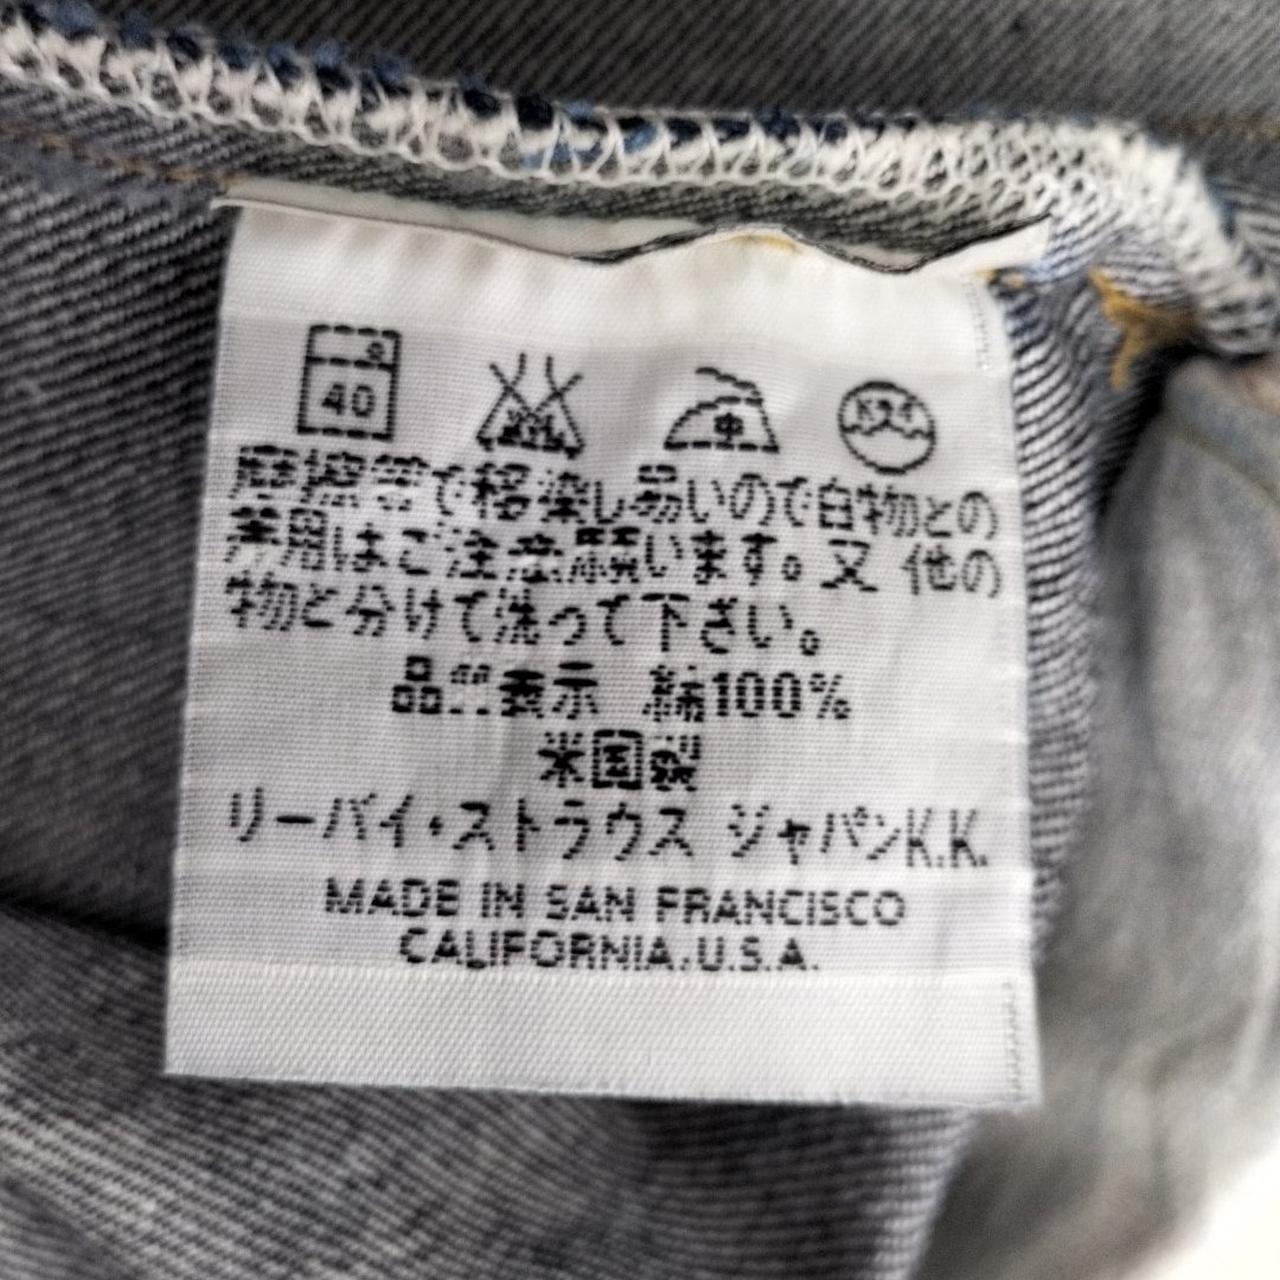 40
中
摩擦等で移染し易いので白物との
兼用はご注意願います。又 他の
物と分けて洗って下さい。
品質表示 綿100%
米国製
リーバイ・ストラウス ジャパンK.K.
MADE IN SAN FRANCISCO
CALIFORNIA.U.S.A.